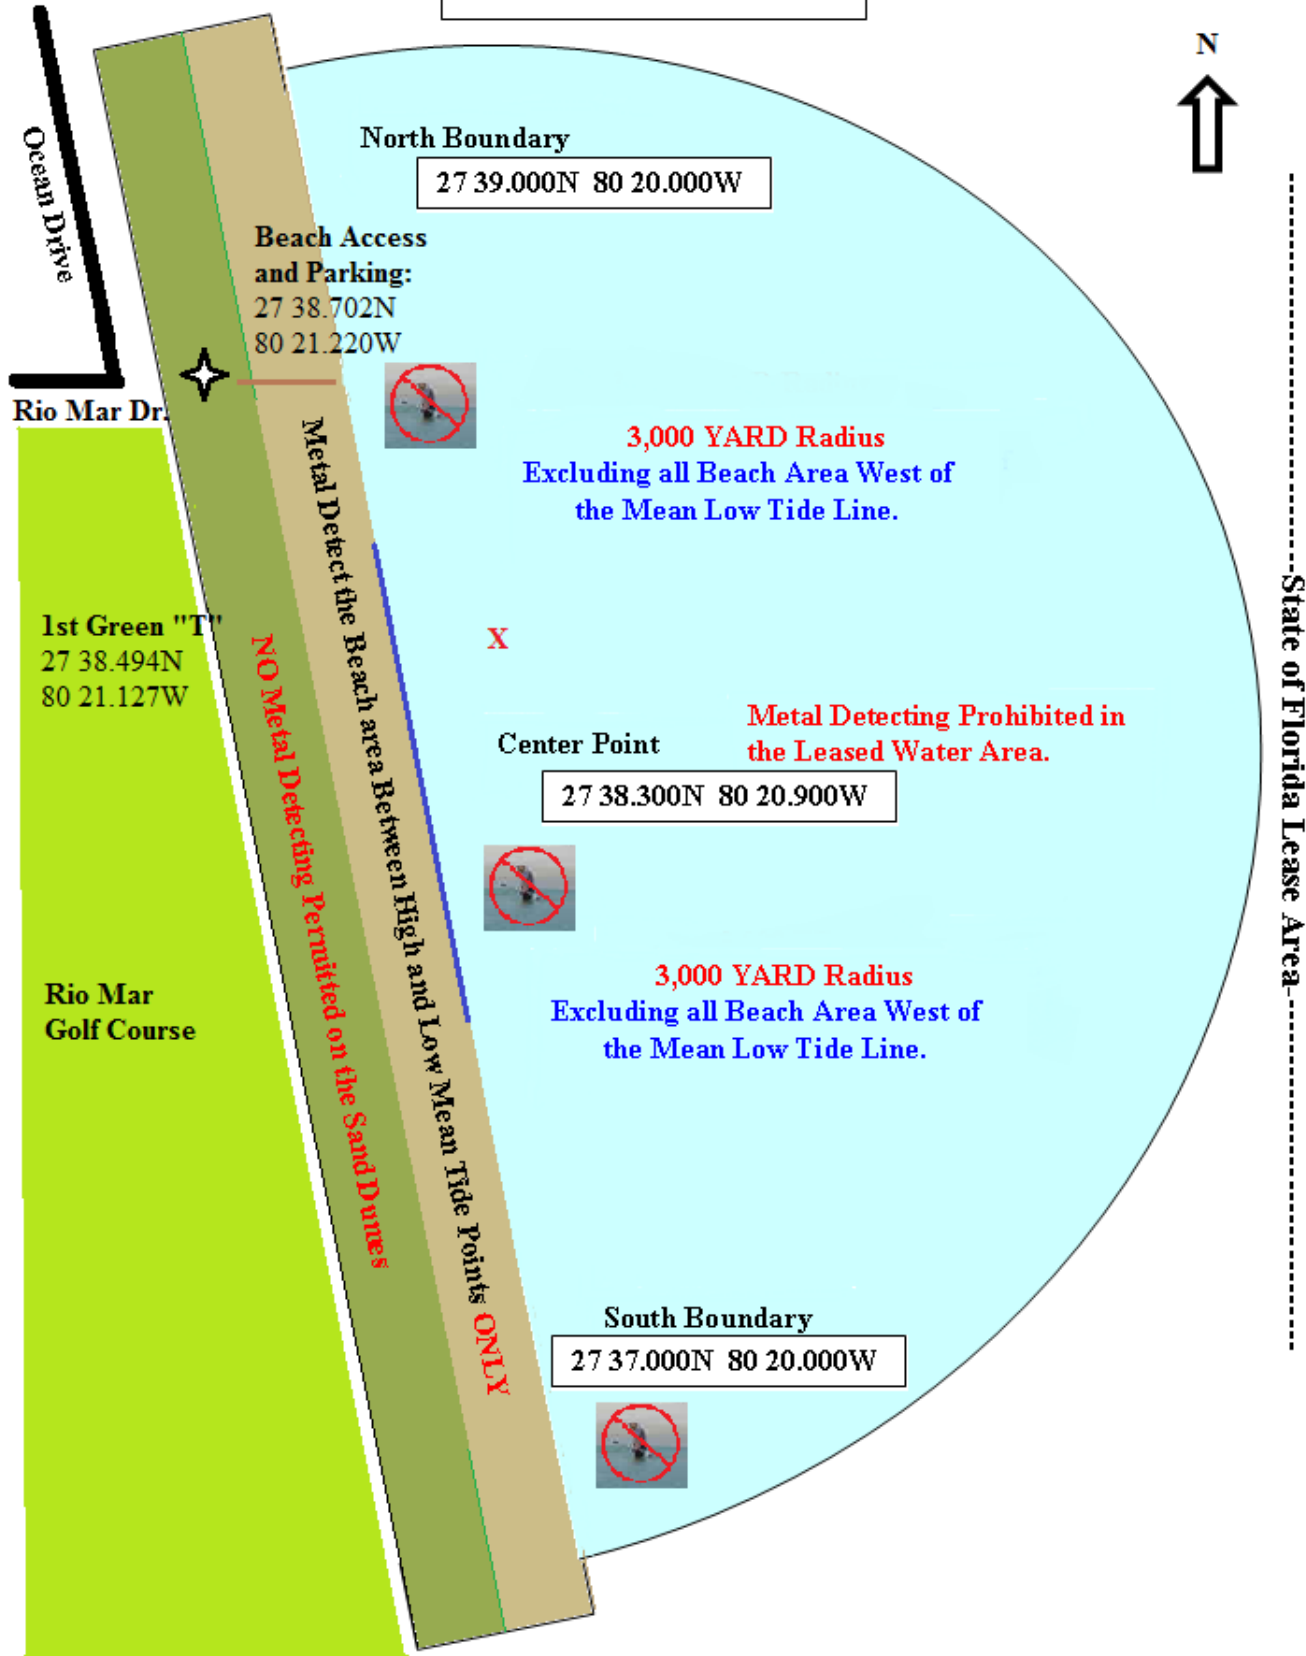 N
Ocean Drive
North Boundary
27 39.000N  80 20.000W
Beach Access
and Parking:
27 38.702N
80 21.220W
Rio Mar Dr.
3,000 YARD Radius
Excluding all Beach Area West of
the Mean Low Tide Line.
Metal Detect the Beach area Between High and Low Mean Tide Points ONLY
NO Metal Detecting Permitted on the Sand Dunes
1st Green "T"
27 38.494N
80 21.127W
X
State of Florida Lease Area
Metal Detecting Prohibited in
the Leased Water Area.
Center Point
27 38.300N  80 20.900W
Rio Mar
Golf Course
3,000 YARD Radius
Excluding all Beach Area West of
the Mean Low Tide Line.
South Boundary
27 37.000N  80 20.000W